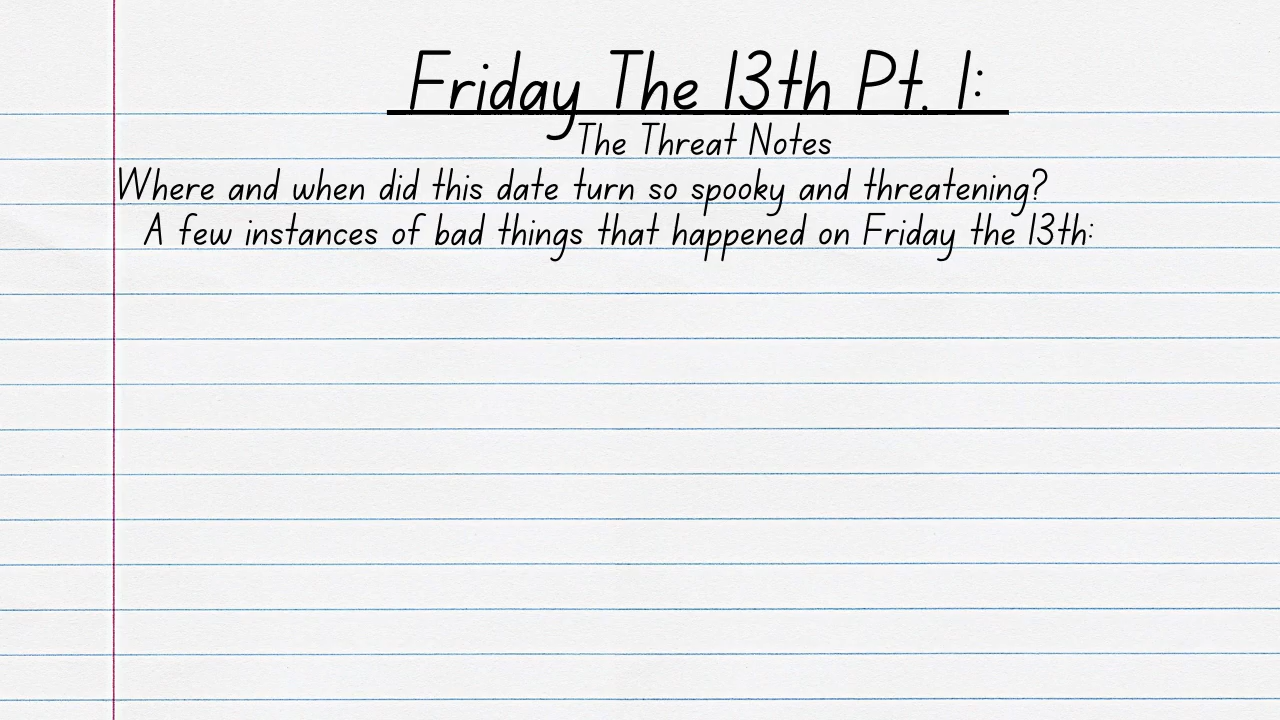 Friday The 13th Pt. 1:
The Threat Notes
Where and when did this date turn so spooky and threatening?
A few instances of bad things that happened on Friday the 13th: